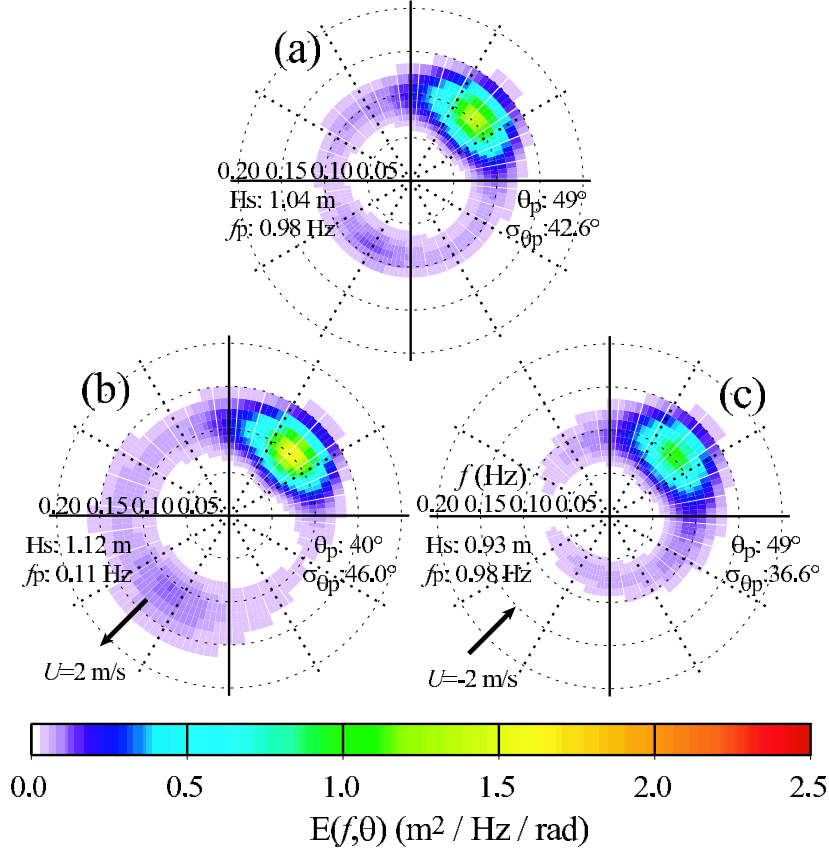 (a)
0.20 0.15 0.10 0.05
Hs: 1.04 m
fp: 0.98 Hz
θp: 49°
σθp: 42.6°
(b)
0.20 0.15 0.10 0.05
Hs: 1.12 m
fp: 0.11 Hz
θp: 40°
σθp: 46.0°
U=2 m/s
(c)
f (Hz)
0.20 0.15 0.10 0.05
Hs: 0.93 m
fp: 0.98 Hz
θp: 49°
σθp: 36.6°
U=-2 m/s
0.0 0.5 1.0 1.5 2.0 2.5
E(f,θ) (m² / Hz / rad)